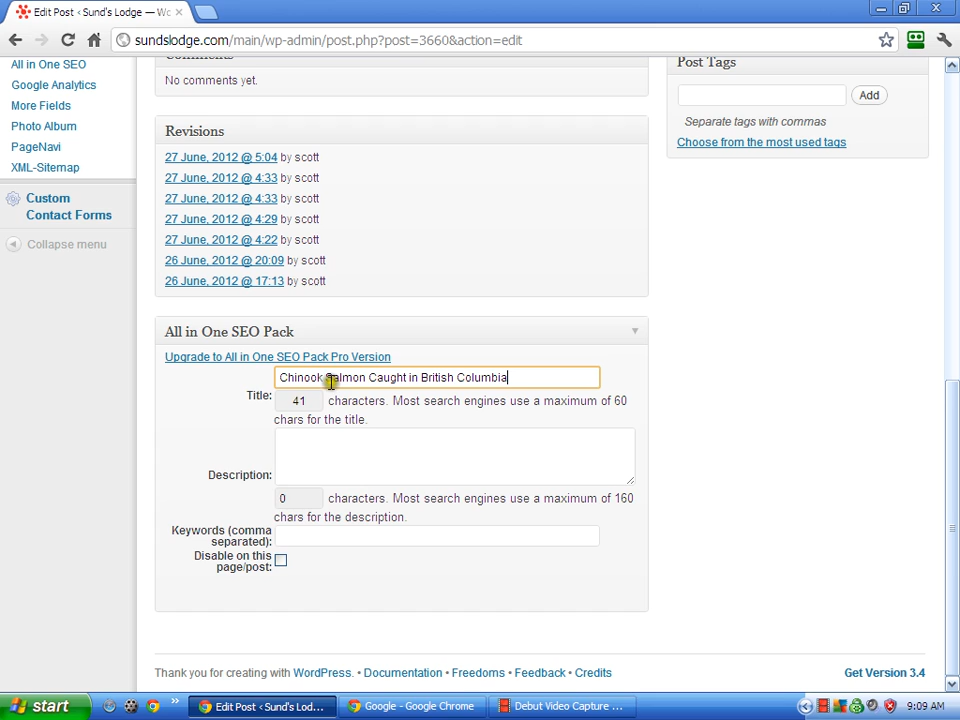 Edit Post ‹ Sund's Lodge — Wo
sundslodge.com/main/wp-admin/post.php?post=3660&action=edit
All in One SEO
Google Analytics
More Fields
Photo Album
PageNavi
XML-Sitemap
Custom
Contact Forms
Collapse menu
Comments
No comments yet.
Revisions
27 June, 2012 @ 5:04 by scott
27 June, 2012 @ 4:33 by scott
27 June, 2012 @ 4:33 by scott
27 June, 2012 @ 4:29 by scott
27 June, 2012 @ 4:22 by scott
26 June, 2012 @ 20:09 by scott
26 June, 2012 @ 17:13 by scott
All in One SEO Pack
Upgrade to All in One SEO Pack Pro Version
Chinook Salmon Caught in British Columbia
Title:
41 characters. Most search engines use a maximum of 60
chars for the title.
Description:
0 characters. Most search engines use a maximum of 160
chars for the description.
Keywords (comma
separated):
Disable on this
page/post:
Post Tags
Add
Separate tags with commas
Choose from the most used tags
Thank you for creating with WordPress. • Documentation • Freedoms • Feedback • Credits
Get Version 3.4
start
Edit Post ‹ Sund's Lod...
Google - Google Chrome
Debut Video Capture ...
9:09 AM